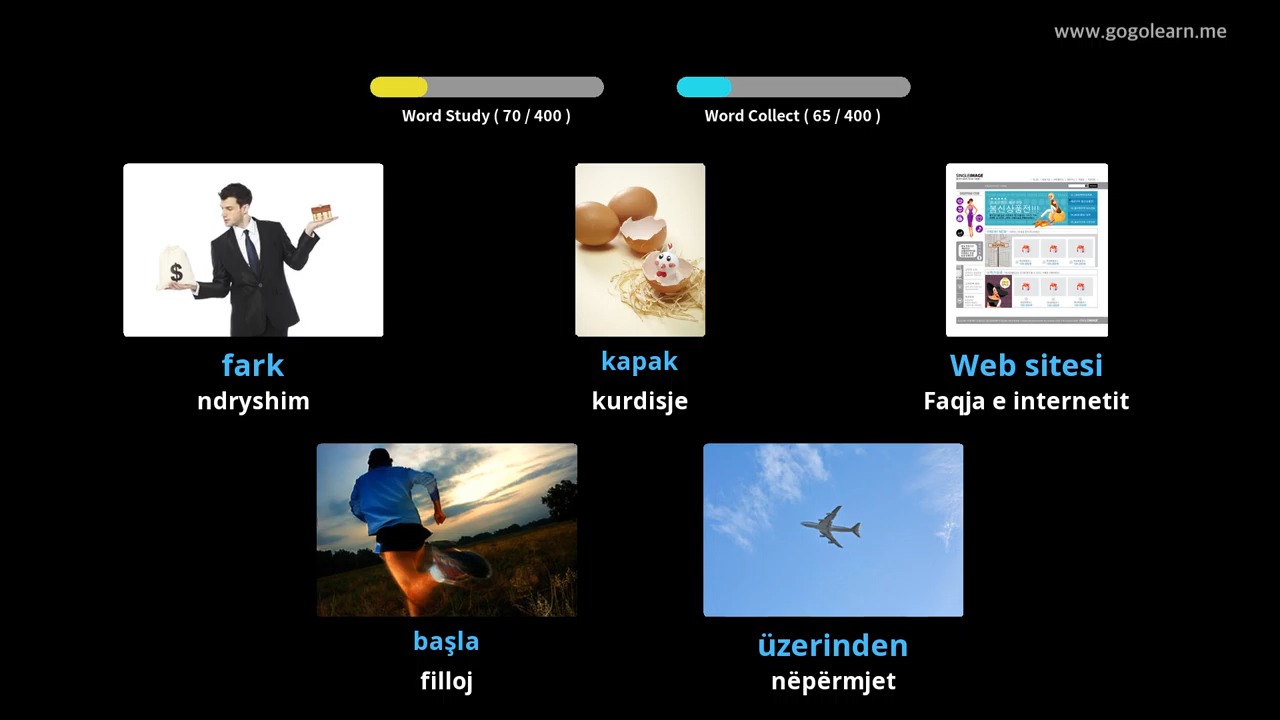 www.gogolearn.me
Word Study ( 70 / 400 )
Word Collect ( 65 / 400 )
$
fark
ndryshim
kapak
kurdisje
SINGLEIMAGE
Web sitesi
Faqja e internetit
başla
filloj
üzerinden
nëpërmjet